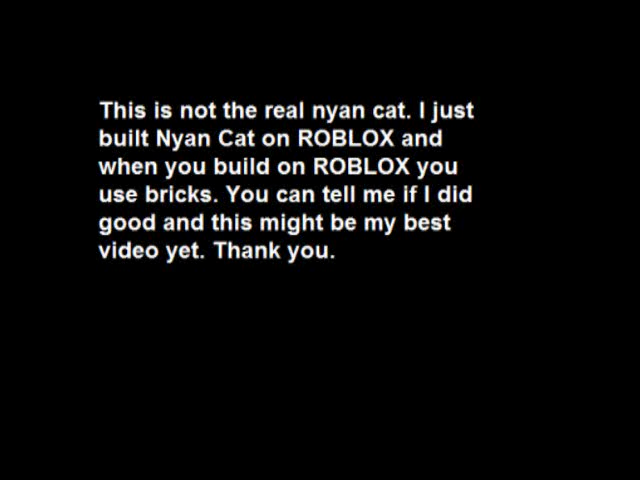 This is not the real nyan cat. I just
built Nyan Cat on ROBLOX and
when you build on ROBLOX you
use bricks. You can tell me if I did
good and this might be my best
video yet. Thank you.